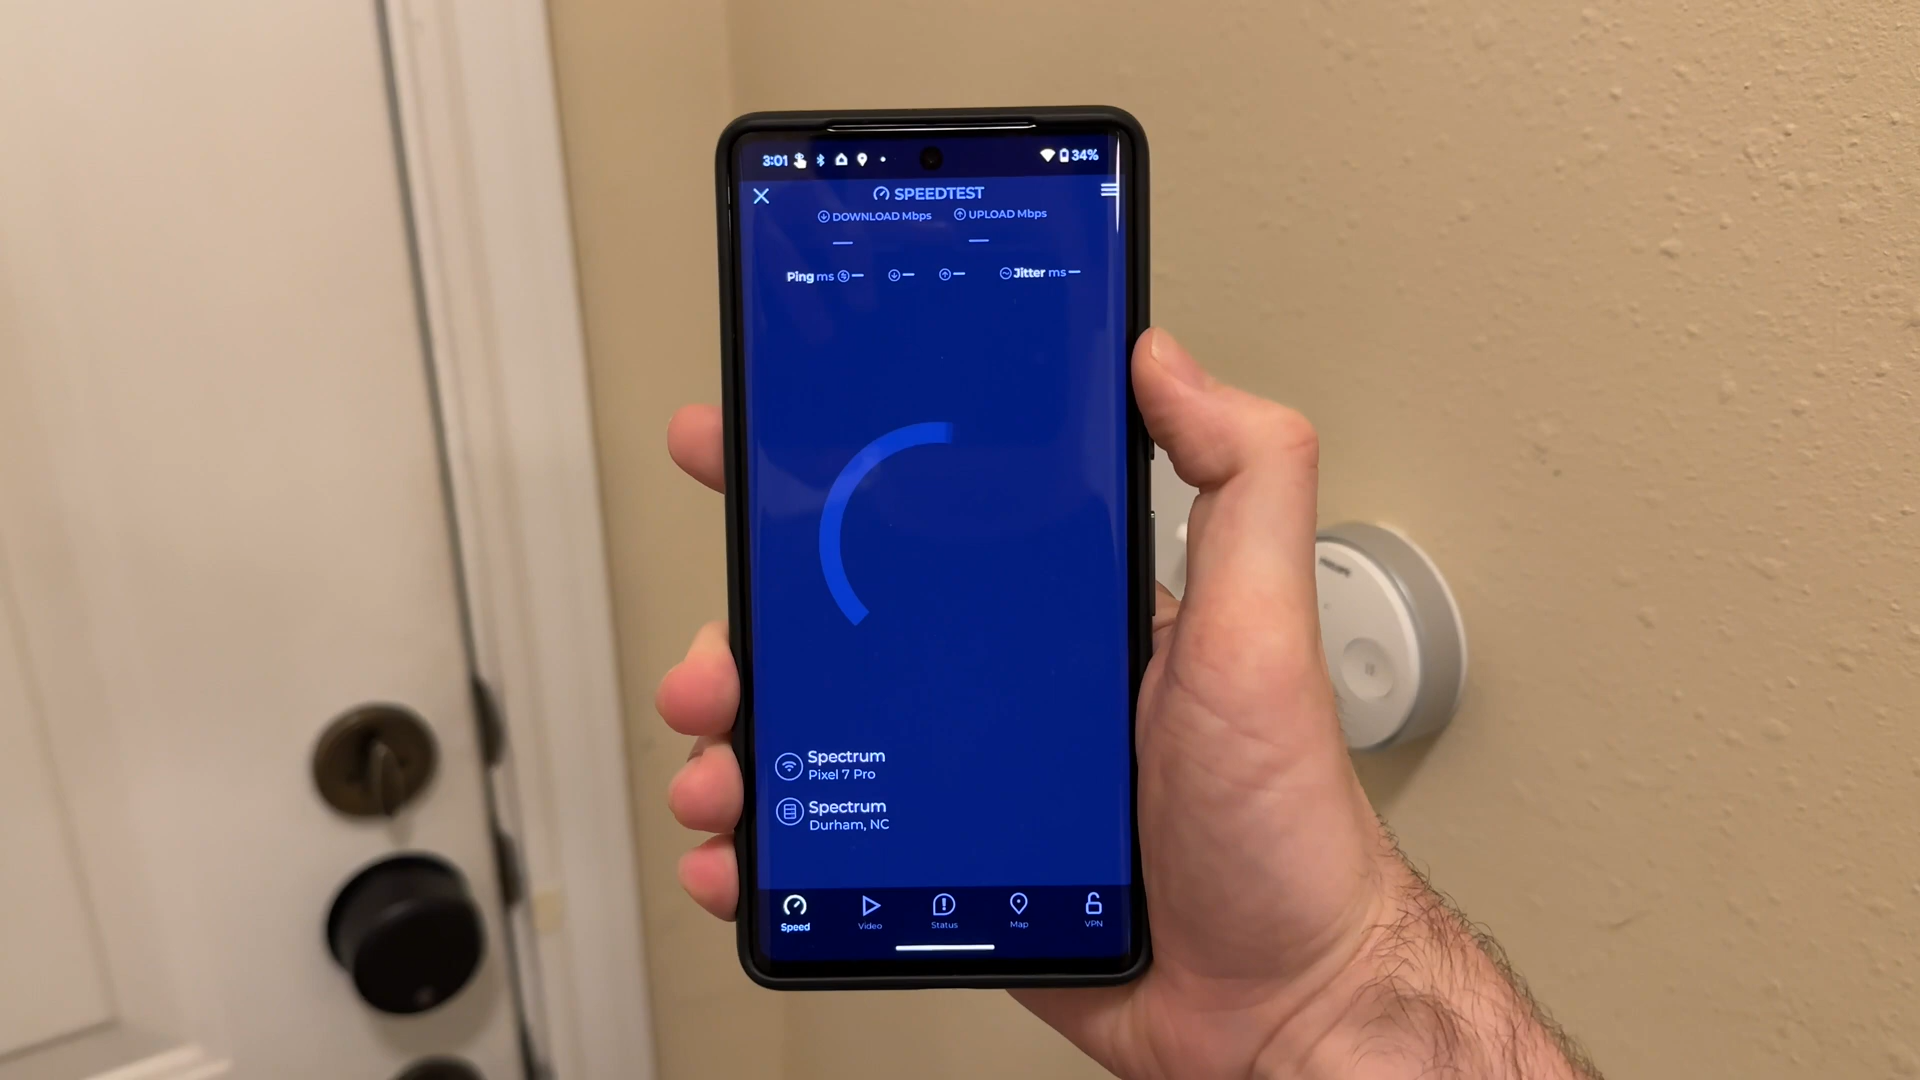 3:01 34%
SPEEDTEST
DOWNLOAD Mbps UPLOAD Mbps
— —
Ping ms — — — Jitter ms —
Spectrum
Pixel 7 Pro
Spectrum
Durham, NC
Speed Video Status Map VPN
PHILIPS